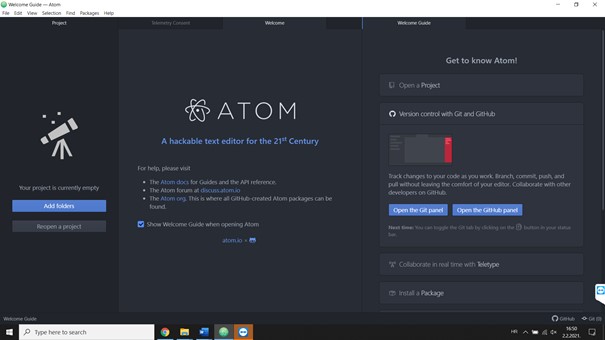 Welcome Guide — Atom
File Edit View Selection Find Packages Help
Project
Telemetry Consent
Welcome
Welcome Guide
Your project is currently empty
Add folders
Reopen a project
ATOM
A hackable text editor for the 21st Century
For help, please visit
• The Atom docs for Guides and the API reference.
• The Atom forum at discuss.atom.io
• The Atom org. This is where all GitHub-created Atom packages can be
found.
Show Welcome Guide when opening Atom
atom.io ×
Get to know Atom!
Open a Project
Version control with Git and GitHub
Track changes to your code as you work. Branch, commit, push, and
pull without leaving the comfort of your editor. Collaborate with other
developers on GitHub.
Open the Git panel
Open the GitHub panel
Next time: You can toggle the Git tab by clicking on the button in your status
bar.
Collaborate in real time with Teletype
Install a Package
Welcome Guide
GitHub
Git (0)
Type here to search
HR
16:50
2.2.2021.